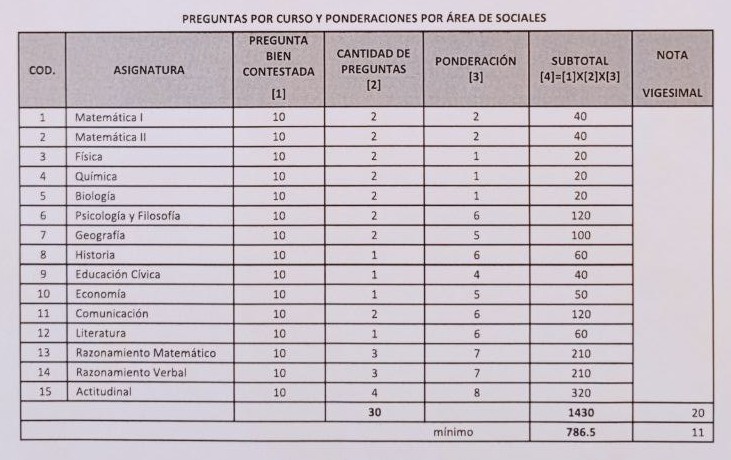 PREGUNTAS POR CURSO Y PONDERACIONES POR ÁREA DE SOCIALES
COD. ASIGNATURA PREGUNTA BIEN CONTESTADA [1] CANTIDAD DE PREGUNTAS [2] PONDERACIÓN [3] SUBTOTAL [4]=[1]X[2]X[3] NOTA VIGESIMAL
1 Matemática I 10 2 2 40
2 Matemática II 10 2 2 40
3 Física 10 2 1 20
4 Química 10 2 1 20
5 Biología 10 2 1 20
6 Psicología y Filosofía 10 2 6 120
7 Geografía 10 2 5 100
8 Historia 10 1 6 60
9 Educación Cívica 10 1 4 40
10 Economía 10 1 5 50
11 Comunicación 10 2 6 120
12 Literatura 10 1 6 60
13 Razonamiento Matemático 10 3 7 210
14 Razonamiento Verbal 10 3 7 210
15 Actitudinal 10 4 8 320
30 1430 20
mínimo 786.5 11